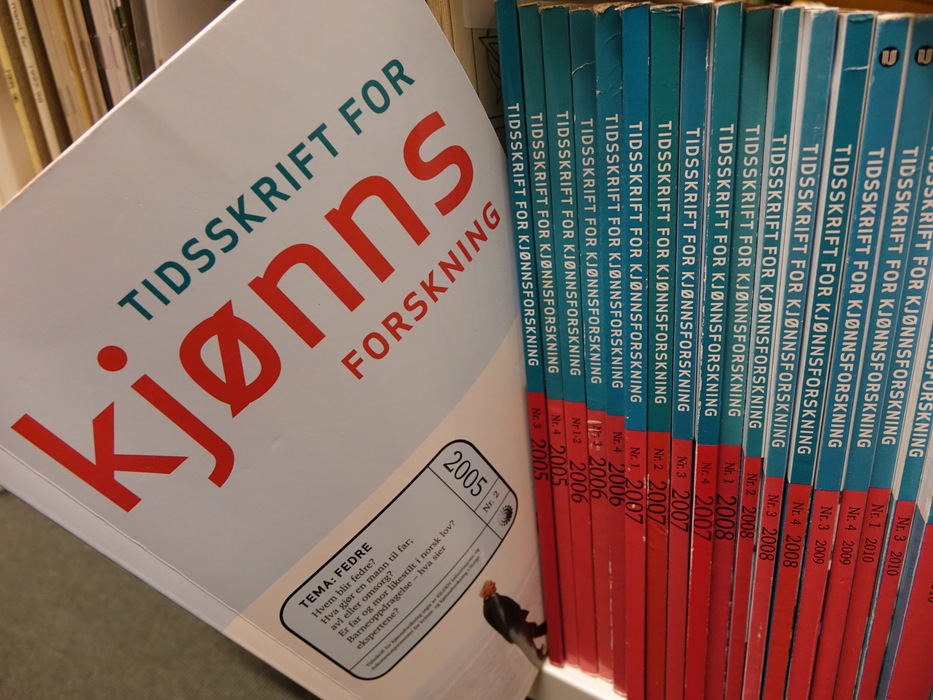 TIDSSKRIFT FOR
kjønns
FORSKNING
2005
Nr. 2
TEMA: FEDRE
Hvem blir fedre?
Hva gjør en mann til far;
avl eller omsorg?
Er far og mor likestilt i norsk lov?
Barneoppdragelse – hva sier
ekspertene?
TIDSSKRIFT FOR KJØNNSFORSKNING Nr. 3 2005
TIDSSKRIFT FOR KJØNNSFORSKNING Nr. 4 2005
TIDSSKRIFT FOR KJØNNSFORSKNING Nr. 1-2 2006
TIDSSKRIFT FOR KJØNNSFORSKNING 3 2006
TIDSSKRIFT FOR KJØNNSFORSKNING Nr. 4 2006
TIDSSKRIFT FOR KJØNNSFORSKNING Nr. 1 2007
TIDSSKRIFT FOR KJØNNSFORSKNING Nr. 2 2007
TIDSSKRIFT FOR KJØNNSFORSKNING Nr. 3 2007
TIDSSKRIFT FOR KJØNNSFORSKNING Nr. 4 2007
TIDSSKRIFT FOR KJØNNSFORSKNING Nr. 1 2008
TIDSSKRIFT FOR KJØNNSFORSKNING Nr. 2 2008
TIDSSKRIFT FOR KJØNNSFORSKNING Nr. 3 2008
TIDSSKRIFT FOR KJØNNSFORSKNING Nr. 4 2008
TIDSSKRIFT FOR KJØNNSFORSKNING Nr. 3 2009
TIDSSKRIFT FOR KJØNNSFORSKNING Nr. 4 2009
U TIDSSKRIFT FOR KJØNNSFORSKNING Nr. 1 2010
U TIDSSKRIFT FOR KJØNNSFORSKNING Nr. 3 2010